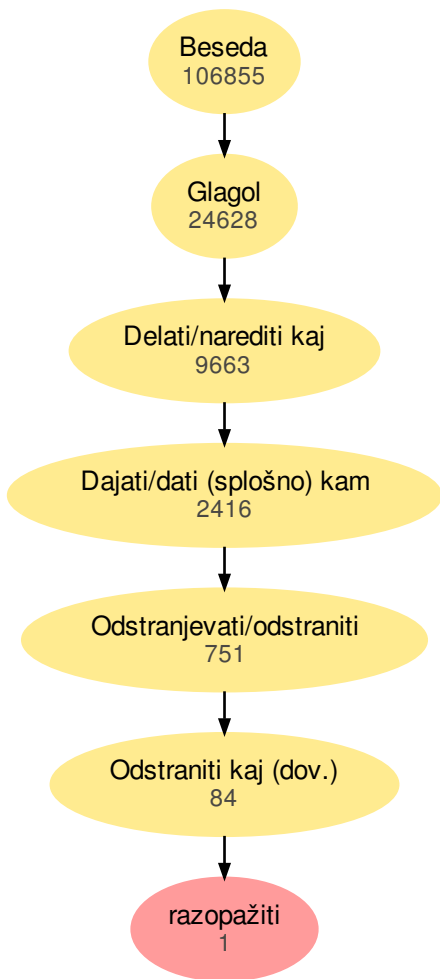 Beseda
106855
Glagol
24628
Delati/narediti kaj
9663
Dajati/dati (splošno) kam
2416
Odstranjevati/odstraniti
751
Odstraniti kaj (dov.)
84
razopažiti
1